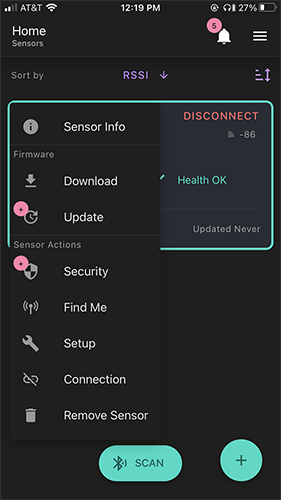 AT&T
12:19 PM
27%
Home
Sensors
5
Sort by
RSSI
Sensor Info
DISCONNECT
-86
Firmware
Download
Health OK
Update
Updated Never
Sensor Actions
Security
Find Me
Setup
Connection
Remove Sensor
SCAN